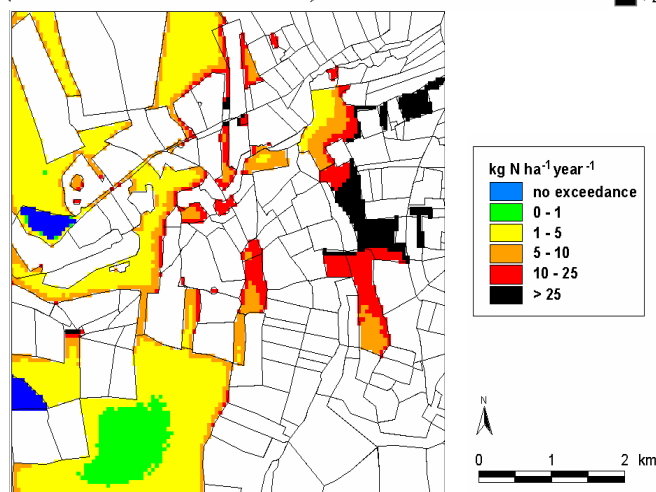 kg N ha⁻¹ year⁻¹
no exceedance
0 - 1
1 - 5
5 - 10
10 - 25
> 25
N
0 1 2 km